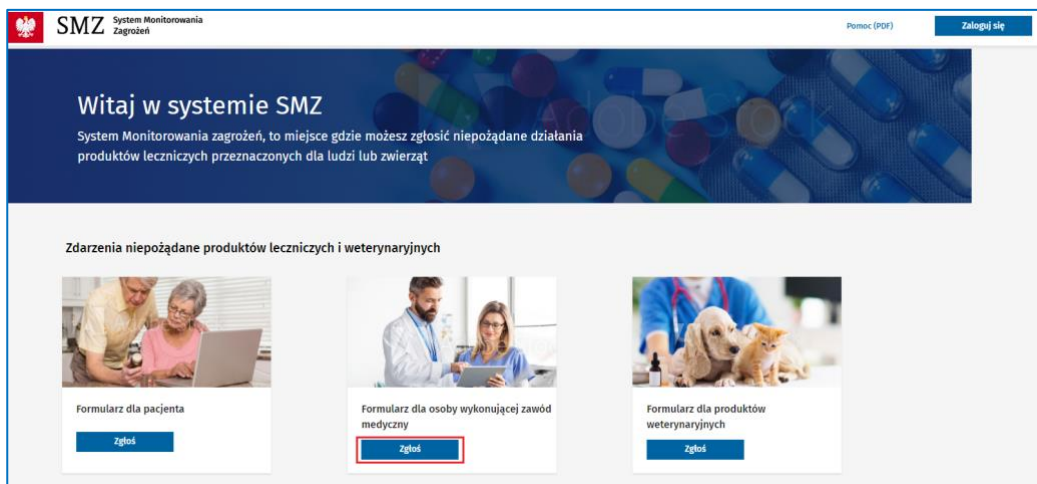 SMZ System Monitorowania
Zagrożeń
Pomoc (PDF)
Zaloguj się
Witaj w systemie SMZ
System Monitorowania zagrożeń, to miejsce gdzie możesz zgłosić niepożądane działania
produktów leczniczych przeznaczonych dla ludzi lub zwierząt
Adobe Stock
Zdarzenia niepożądane produktów leczniczych i weterynaryjnych
Formularz dla pacjenta
Zgłoś
Formularz dla osoby wykonującej zawód
medyczny
Zgłoś
Formularz dla produktów
weterynaryjnych
Zgłoś